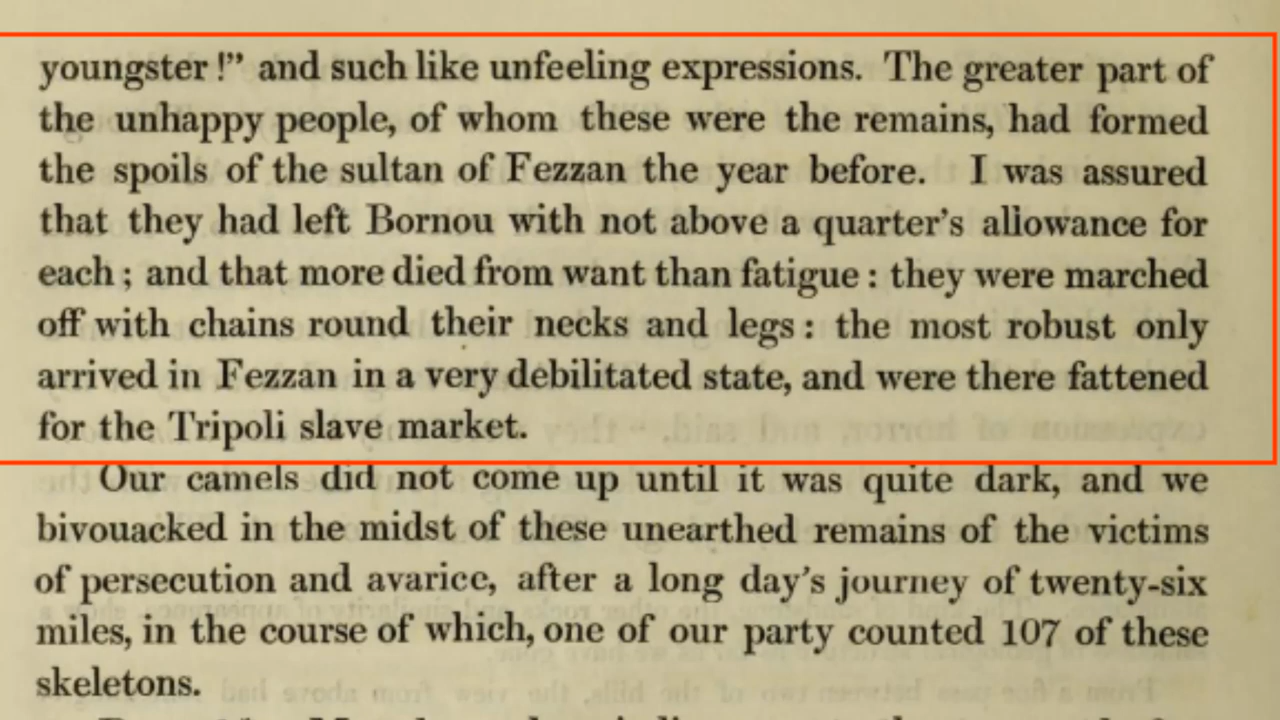 youngster!” and such like unfeeling expressions. The greater part of
the unhappy people, of whom these were the remains, had formed
the spoils of the sultan of Fezzan the year before. I was assured
that they had left Bornou with not above a quarter’s allowance for
each; and that more died from want than fatigue: they were marched
off with chains round their necks and legs: the most robust only
arrived in Fezzan in a very debilitated state, and were there fattened
for the Tripoli slave market.
Our camels did not come up until it was quite dark, and we
bivouacked in the midst of these unearthed remains of the victims
of persecution and avarice, after a long day’s journey of twenty-six
miles, in the course of which, one of our party counted 107 of these
skeletons.